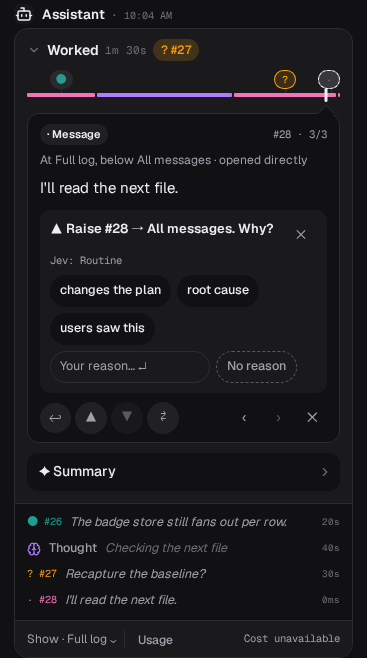 Assistant · 10:04 AM
Worked 1m 30s ? #27
?
· Message #28 · 3/3
At Full log, below All messages · opened directly
I'll read the next file.
▲ Raise #28 → All messages. Why? ×
Jev: Routine
changes the plan root cause
users saw this
Your reason… ↵ No reason
↩ ▲ ▼ ⇄ ‹ › ×
✦ Summary ›
#26 The badge store still fans out per row. 20s
Thought Checking the next file 40s
? #27 Recapture the baseline? 30s
· #28 I'll read the next file. 0ms
Show · Full log ⌄ Usage Cost unavailable